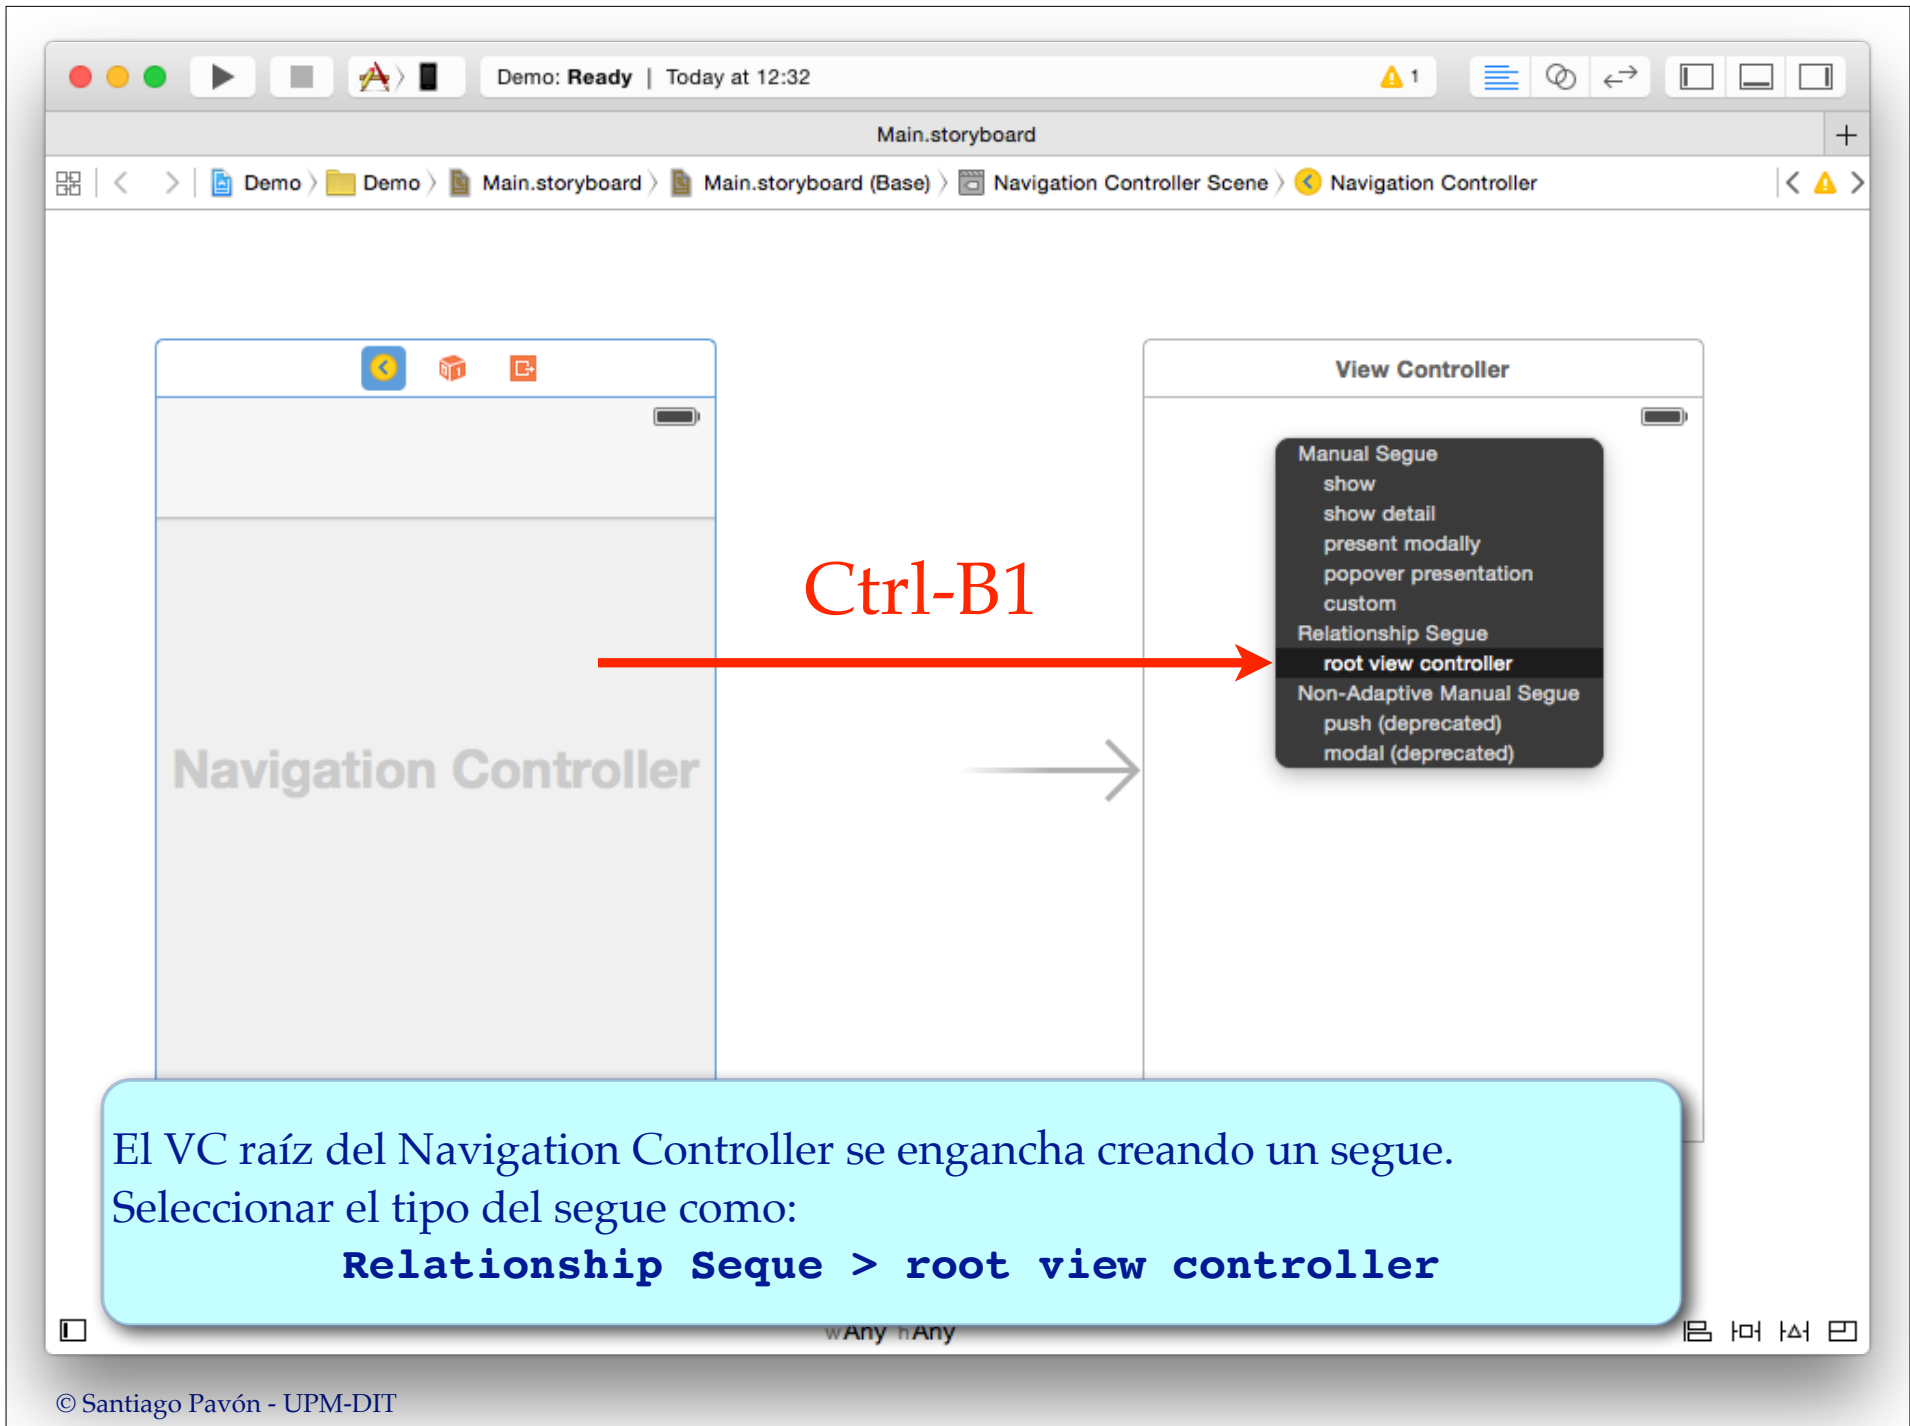 Demo: Ready | Today at 12:32
1
Main.storyboard
Demo Demo Main.storyboard Main.storyboard (Base) Navigation Controller Scene Navigation Controller
View Controller
Manual Segue
show
show detail
present modally
popover presentation
custom
Relationship Segue
root view controller
Non-Adaptive Manual Segue
push (deprecated)
modal (deprecated)
Ctrl-B1
Navigation Controller
El VC raíz del Navigation Controller se engancha creando un segue.
Seleccionar el tipo del segue como:
Relationship Seque > root view controller
wAny hAny
© Santiago Pavón - UPM-DIT